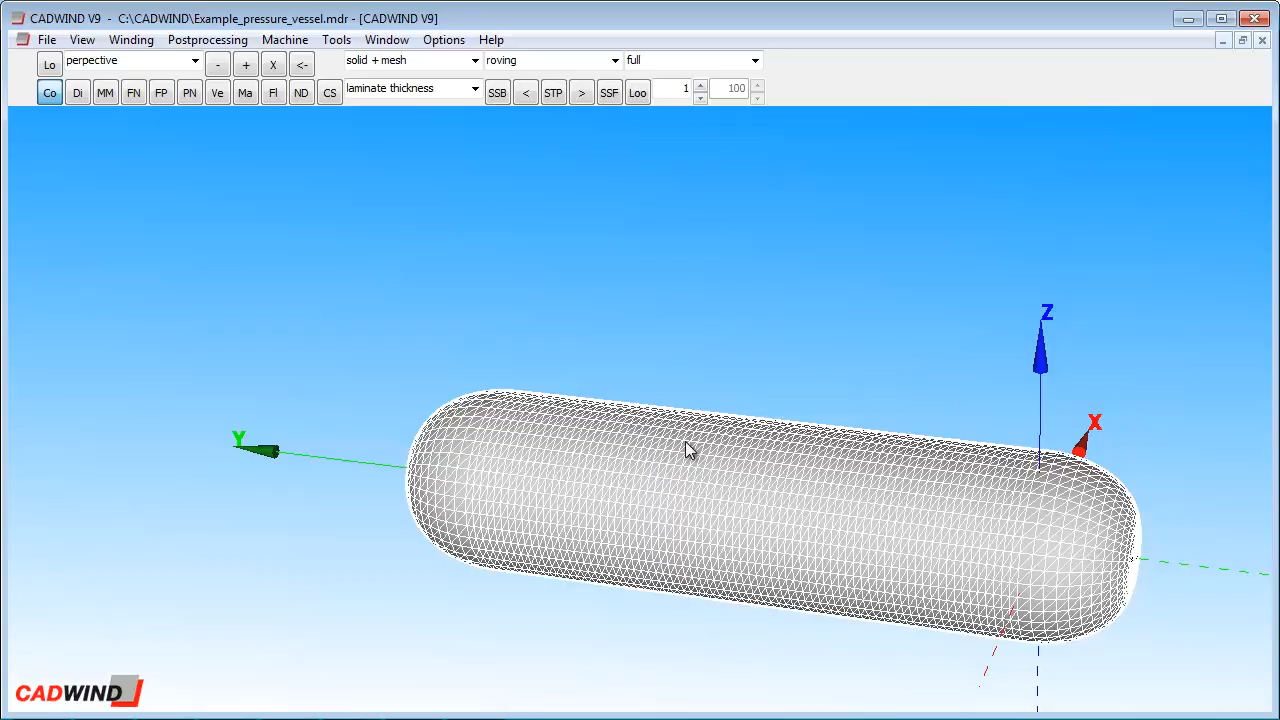 CADWIND V9 - C:\CADWIND\Example_pressure_vessel.mdr - [CADWIND V9]
File View Winding Postprocessing Machine Tools Window Options Help
Lo perpective - + X <- solid + mesh roving full
Co Di MM FN FP PN Ve Ma Fl ND CS laminate thickness SSB < STP > SSF Loo 1 100
Z
X
Y
CADWIND